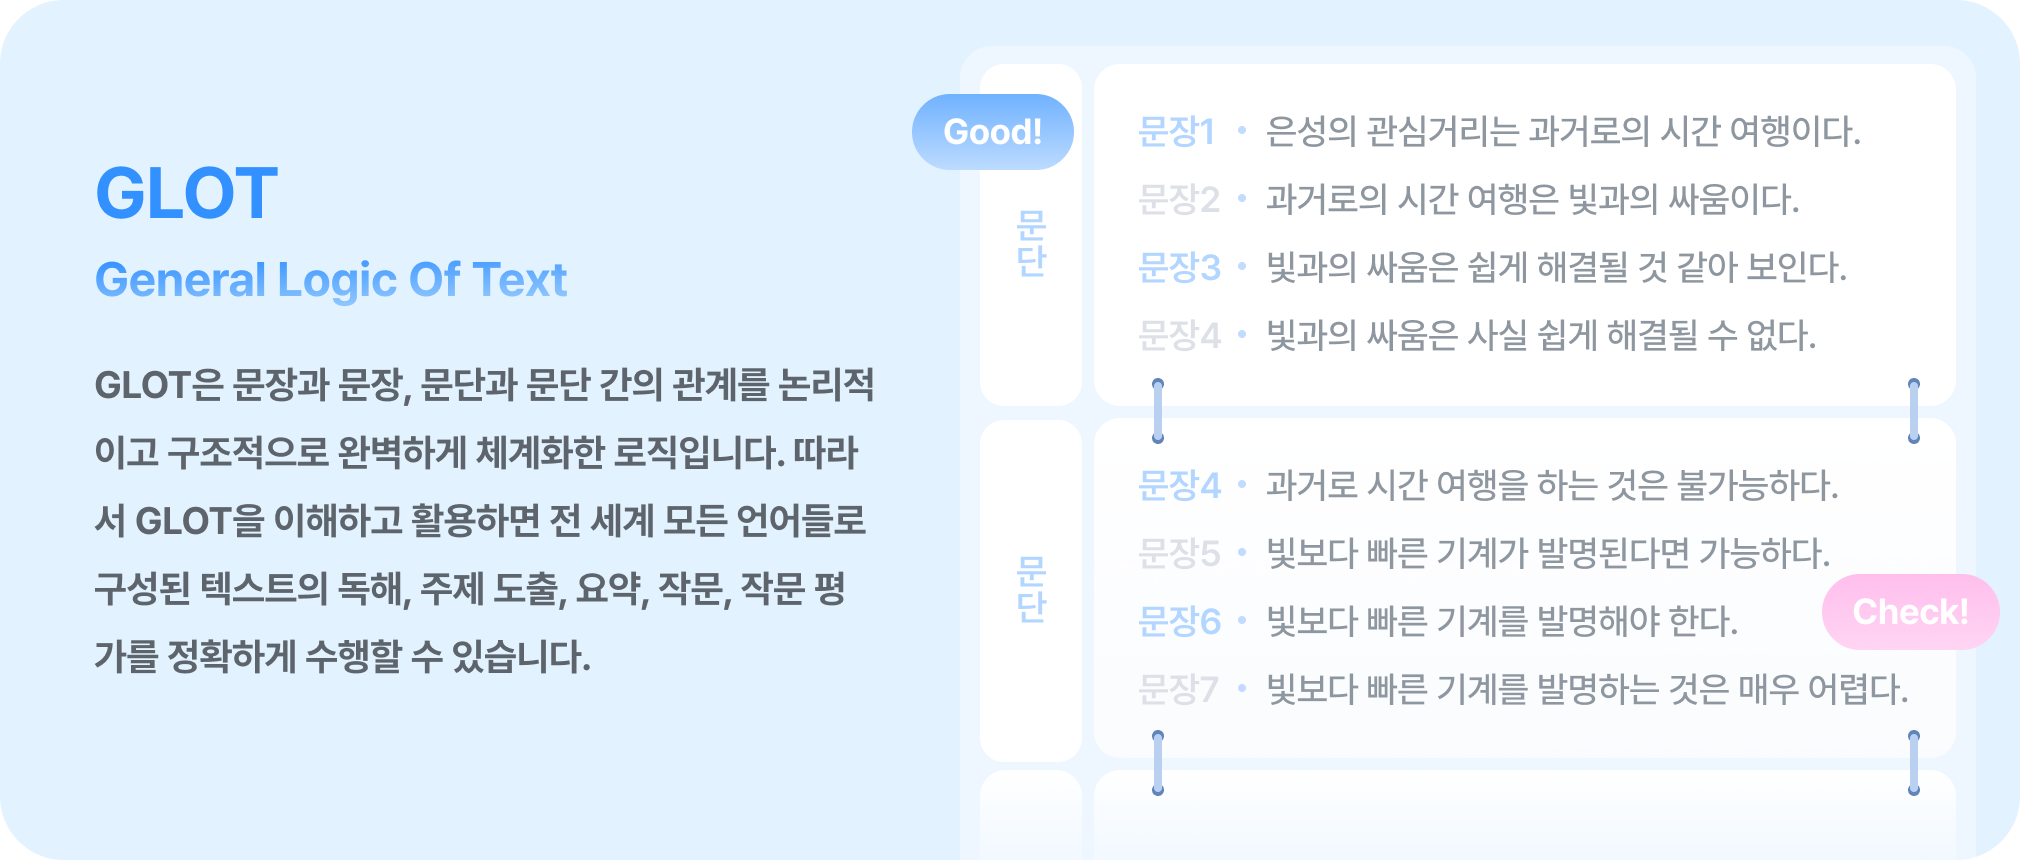 GLOT
General Logic Of Text
GLOT은 문장과 문장, 문단과 문단 간의 관계를 논리적
이고 구조적으로 완벽하게 체계화한 로직입니다. 따라
서 GLOT을 이해하고 활용하면 전 세계 모든 언어들로
구성된 텍스트의 독해, 주제 도출, 요약, 작문, 작문 평
가를 정확하게 수행할 수 있습니다.
Good!
문단
문장1 • 은성의 관심거리는 과거로의 시간 여행이다.
문장2 • 과거로의 시간 여행은 빛과의 싸움이다.
문장3 • 빛과의 싸움은 쉽게 해결될 것 같아 보인다.
문장4 • 빛과의 싸움은 사실 쉽게 해결될 수 없다.
문단
문장4 • 과거로 시간 여행을 하는 것은 불가능하다.
문장5 • 빛보다 빠른 기계가 발명된다면 가능하다.
문장6 • 빛보다 빠른 기계를 발명해야 한다.
Check!
문장7 • 빛보다 빠른 기계를 발명하는 것은 매우 어렵다.